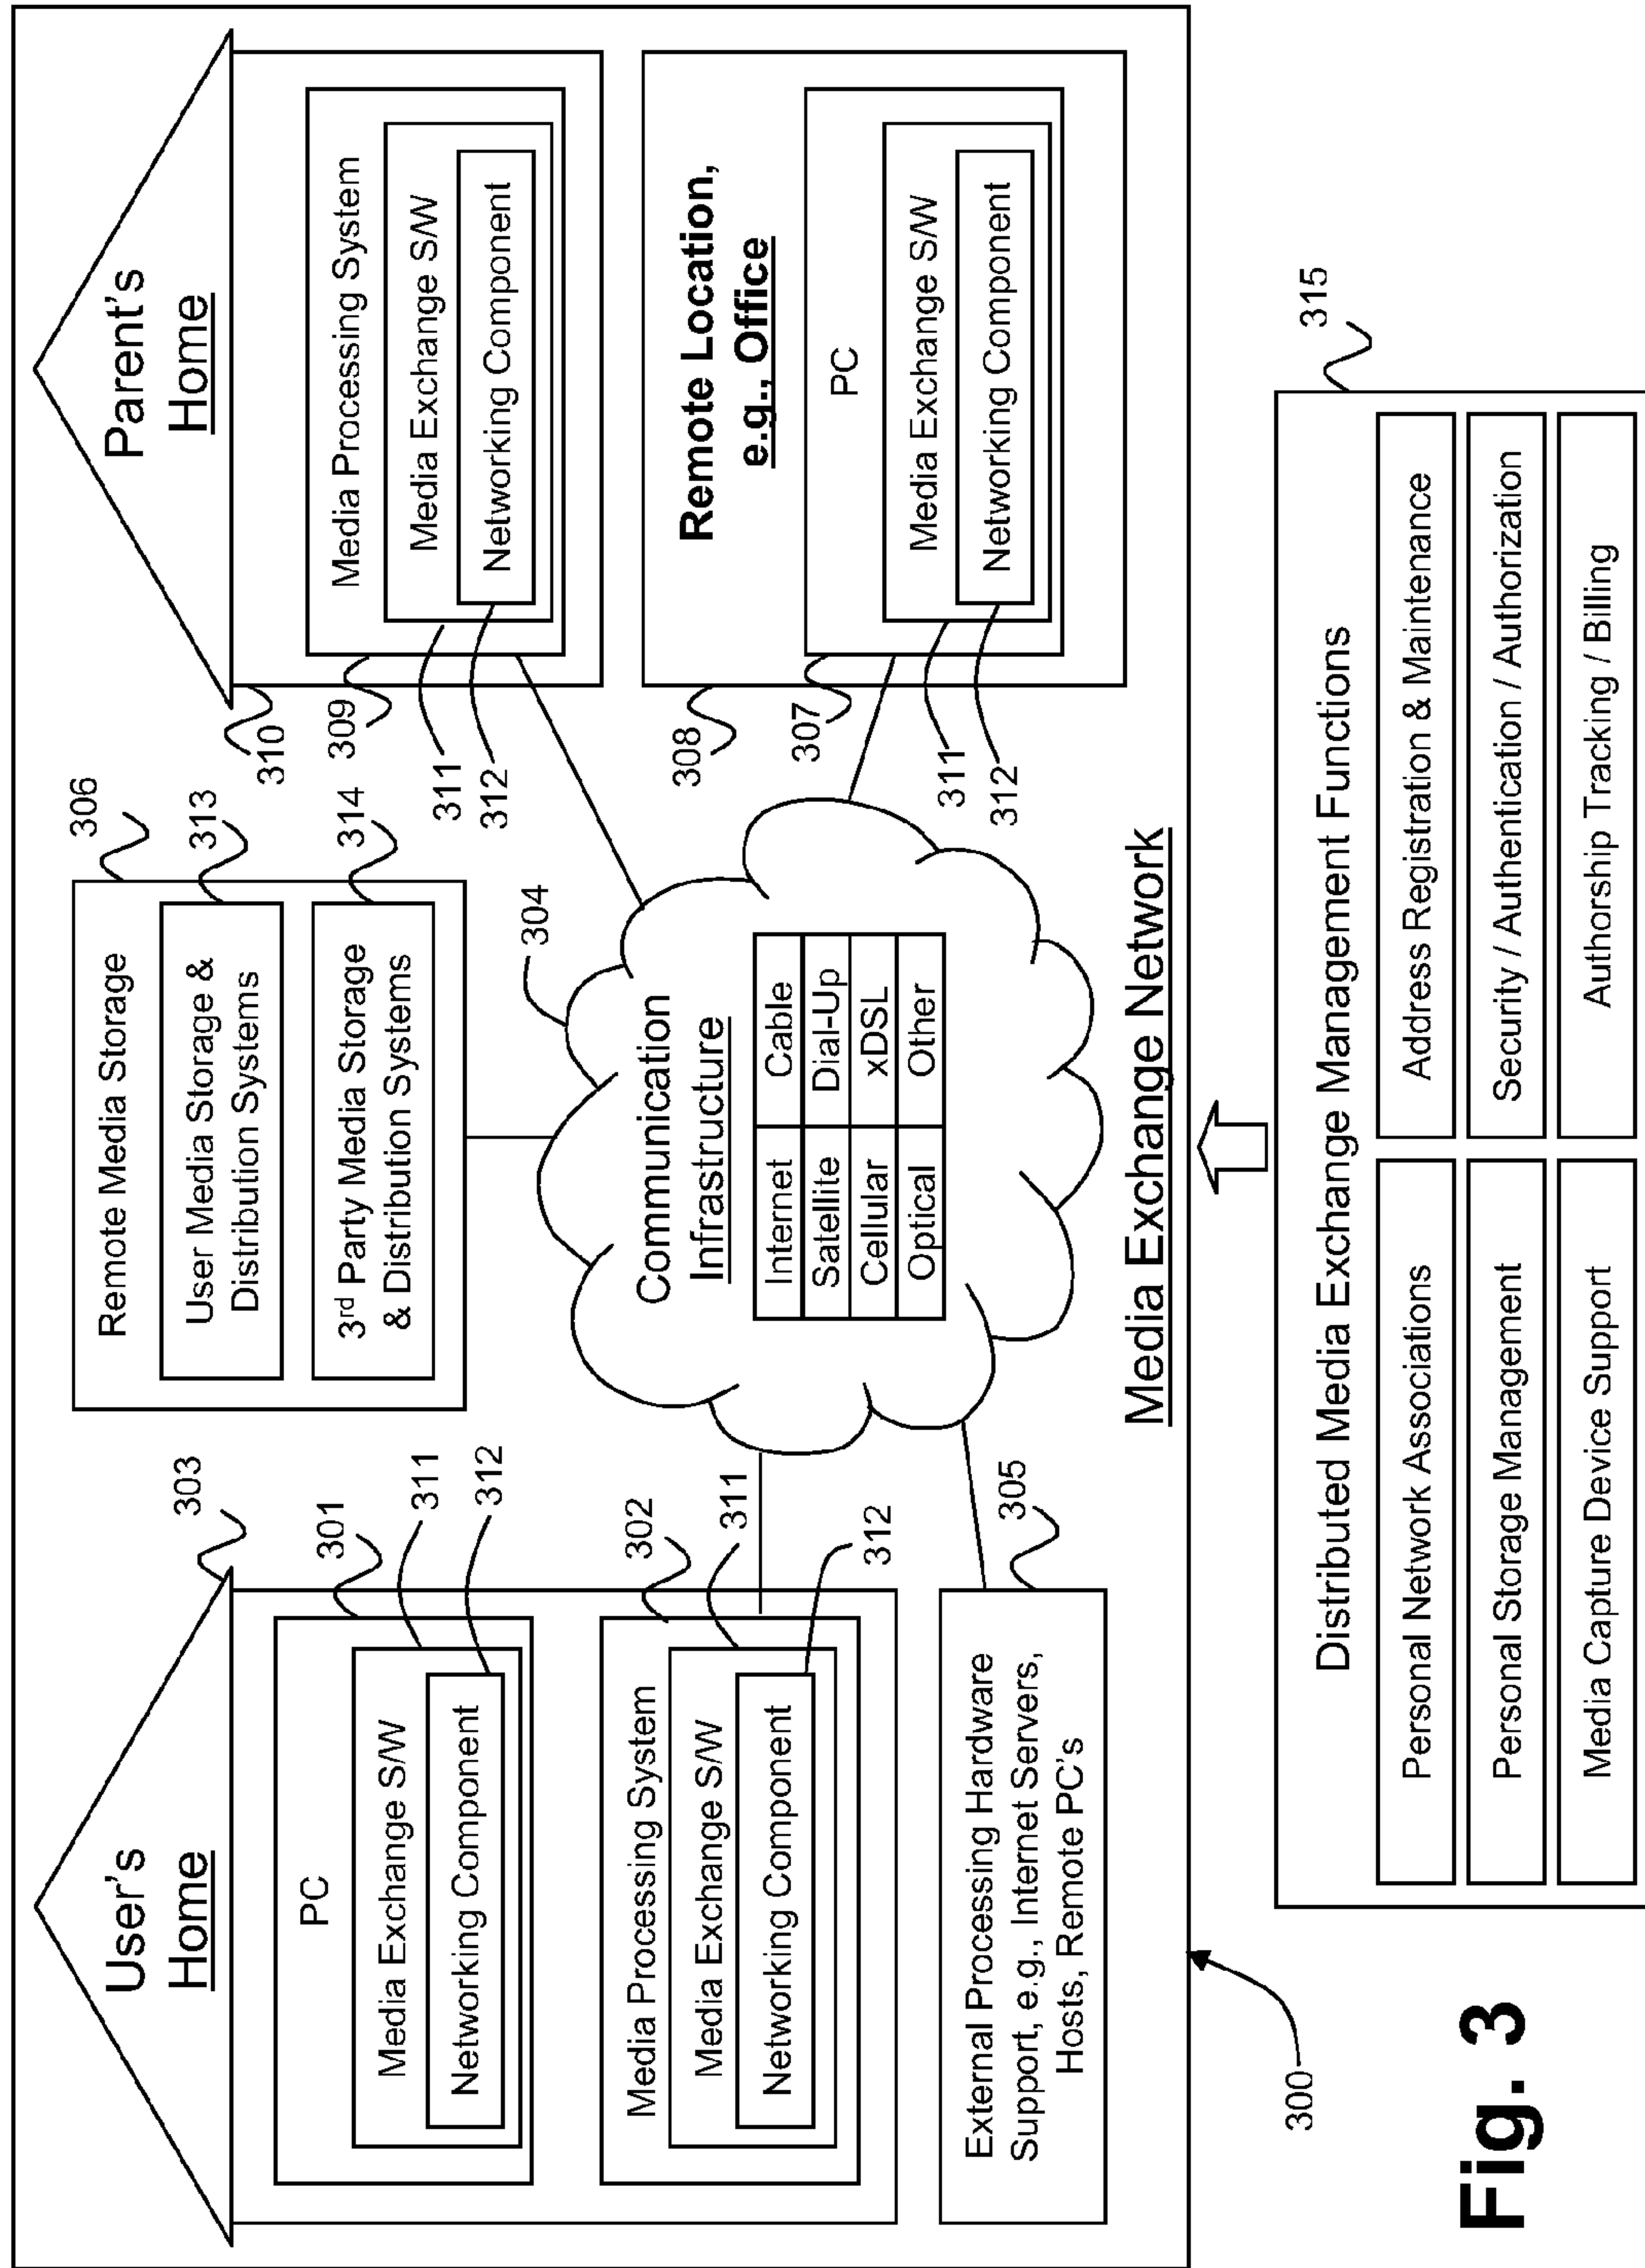 User's
Home
303
PC
301
Media Exchange S/W
311
Networking Component
312
Media Processing System
302
Media Exchange S/W
311
Networking Component
312
External Processing Hardware
Support, e.g., Internet Servers,
Hosts, Remote PC's
305
Remote Media Storage
306
User Media Storage &
Distribution Systems
313
3rd Party Media Storage
& Distribution Systems
314
304
Communication
Infrastructure
Internet Cable
Satellite Dial-Up
Cellular xDSL
Optical Other
Parent's
Home
310
Media Processing System
309
Media Exchange S/W
311
Networking Component
312
Remote Location,
e.g., Office
308
PC
307
Media Exchange S/W
311
Networking Component
312
Media Exchange Network
300
315
Distributed Media Exchange Management Functions
Personal Network Associations
Address Registration & Maintenance
Personal Storage Management
Security / Authentication / Authorization
Media Capture Device Support
Authorship Tracking / Billing
Fig. 3